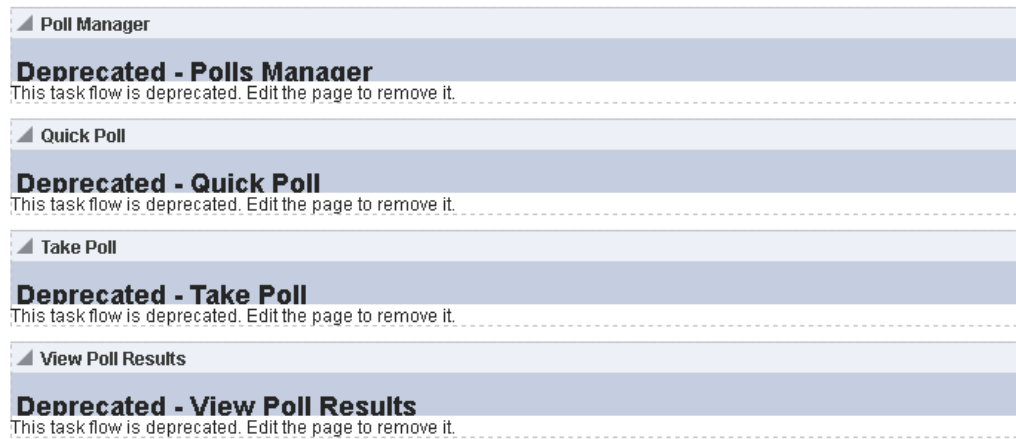 Poll Manager
Deprecated - Polls Manager
This task flow is deprecated. Edit the page to remove it.
Quick Poll
Deprecated - Quick Poll
This task flow is deprecated. Edit the page to remove it.
Take Poll
Deprecated - Take Poll
This task flow is deprecated. Edit the page to remove it.
View Poll Results
Deprecated - View Poll Results
This task flow is deprecated. Edit the page to remove it.